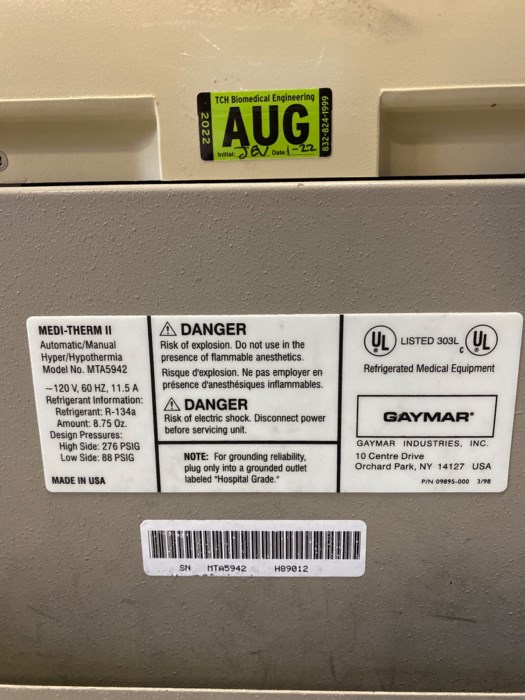 TCH Biomedical Engineering
2022
AUG
832-824-1999
Initial: JBV Date 1-22
MEDI-THERM II
Automatic/Manual
Hyper/Hypothermia
Model No. MTA5942
~120 V, 60 HZ, 11.5 A
Refrigerant Information:
Refrigerant: R-134a
Amount: 8.75 Oz.
Design Pressures:
High Side: 276 PSIG
Low Side: 88 PSIG
MADE IN USA
⚠ DANGER
Risk of explosion. Do not use in the
presence of flammable anesthetics.
Risque d'explosion. Ne pas employer en
présence d'anesthésiques inflammables.
⚠ DANGER
Risk of electric shock. Disconnect power
before servicing unit.
NOTE: For grounding reliability,
plug only into a grounded outlet
labeled "Hospital Grade."
UL LISTED 303L c UL
Refrigerated Medical Equipment
GAYMAR®
GAYMAR INDUSTRIES, INC.
10 Centre Drive
Orchard Park, NY 14127 USA
P/N 09895-000 3/98
SN MTA5942 H89012